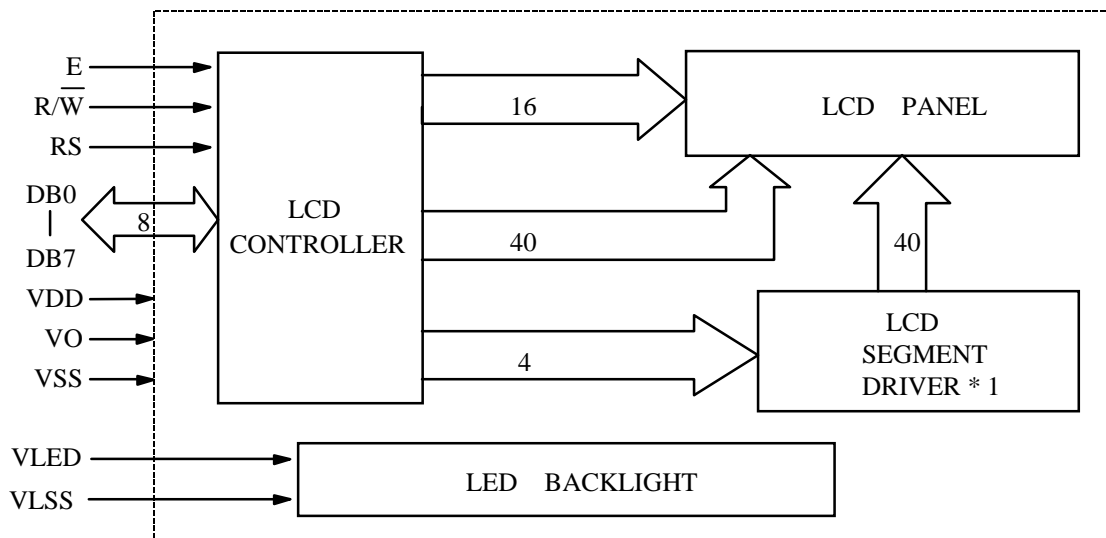 E
R/W̅
RS
DB0
DB7
8
VDD
VO
VSS
VLED
VLSS
LCD
CONTROLLER
16
40
4
LCD PANEL
40
LCD
SEGMENT
DRIVER * 1
LED BACKLIGHT